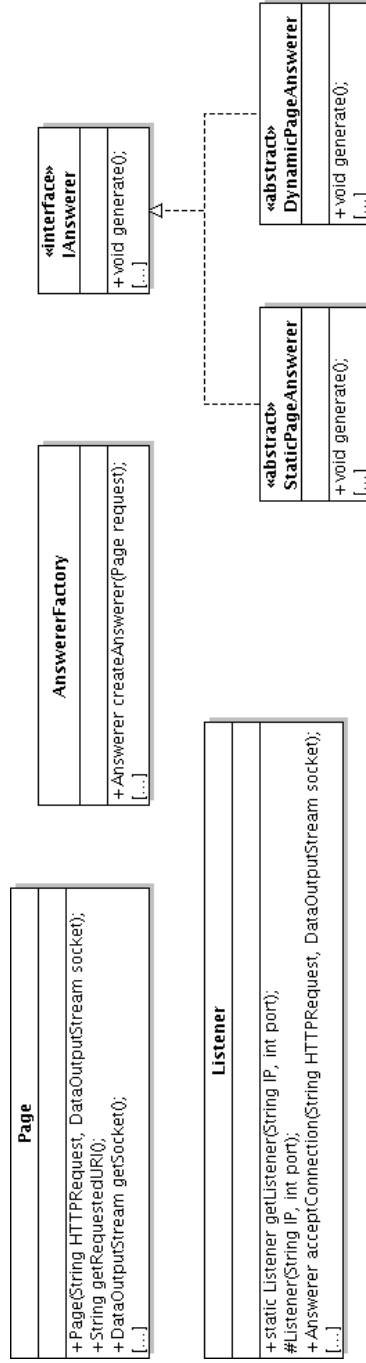 Page
+Page(String HTTPRequest, DataOutputStream socket);
+String getRequestedURI();
+DataOutputStream getSocket();
[...]
AnswererFactory
+Answerer createAnswerer(Page request);
[...]
«interface»
IAnswerer
+void generate();
[...]
Listener
+static Listener getListener(String IP, int port);
#Listener(String IP, int port);
+Answerer acceptConnection(String HTTPRequest, DataOutputStream socket);
[...]
«abstract»
StaticPageAnswerer
+void generate();
[...]
«abstract»
DynamicPageAnswerer
+void generate();
[...]